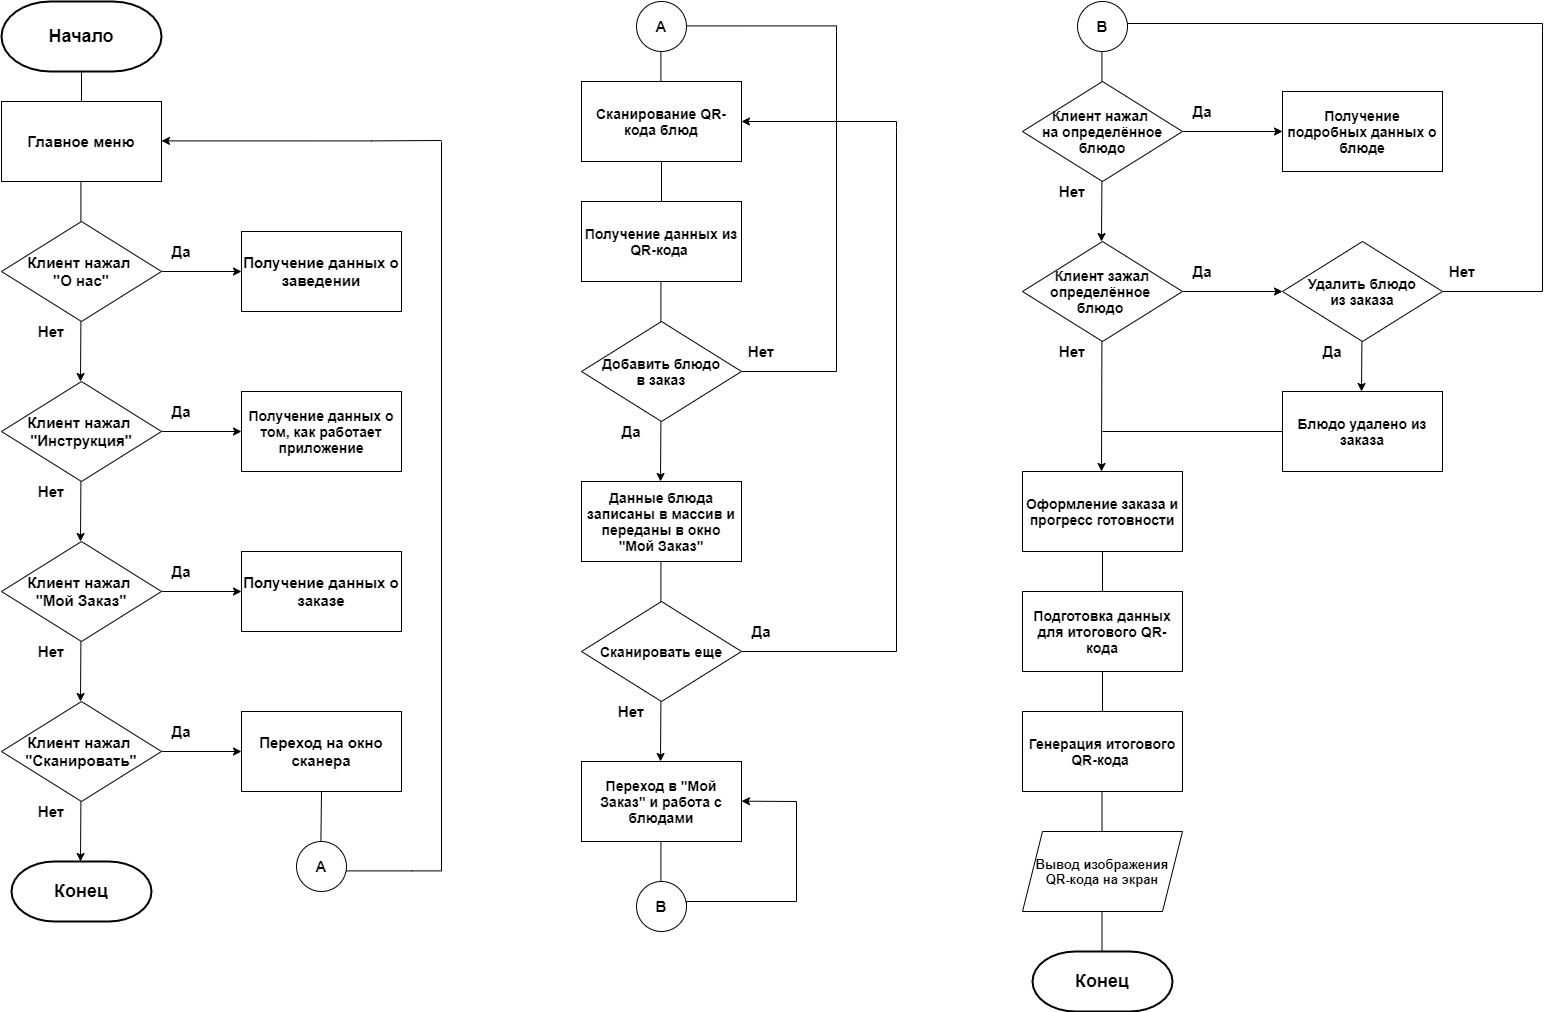 Начало
Главное меню
Клиент нажал
"О нас"
Да
Получение данных о
заведении
Нет
Клиент нажал
"Инструкция"
Да
Получение данных о
том, как работает
приложение
Нет
Клиент нажал
"Мой Заказ"
Да
Получение данных о
заказе
Нет
Клиент нажал
"Сканировать"
Да
Переход на окно
сканера
Нет
А
Конец
А
Сканирование QR-
кода блюд
Получение данных из
QR-кода
Добавить блюдо
в заказ
Нет
Да
Данные блюда
записаны в массив и
переданы в окно
"Мой Заказ"
Сканировать еще
Да
Нет
Переход в "Мой
Заказ" и работа с
блюдами
В
В
Клиент нажал
на определённое
блюдо
Да
Получение
подробных данных о
блюде
Нет
Клиент зажал
определённое
блюдо
Да
Удалить блюдо
из заказа
Нет
Нет
Да
Блюдо удалено из
заказа
Оформление заказа и
прогресс готовности
Подготовка данных
для итогового QR-
кода
Генерация итогового
QR-кода
Вывод изображения
QR-кода на экран
Конец